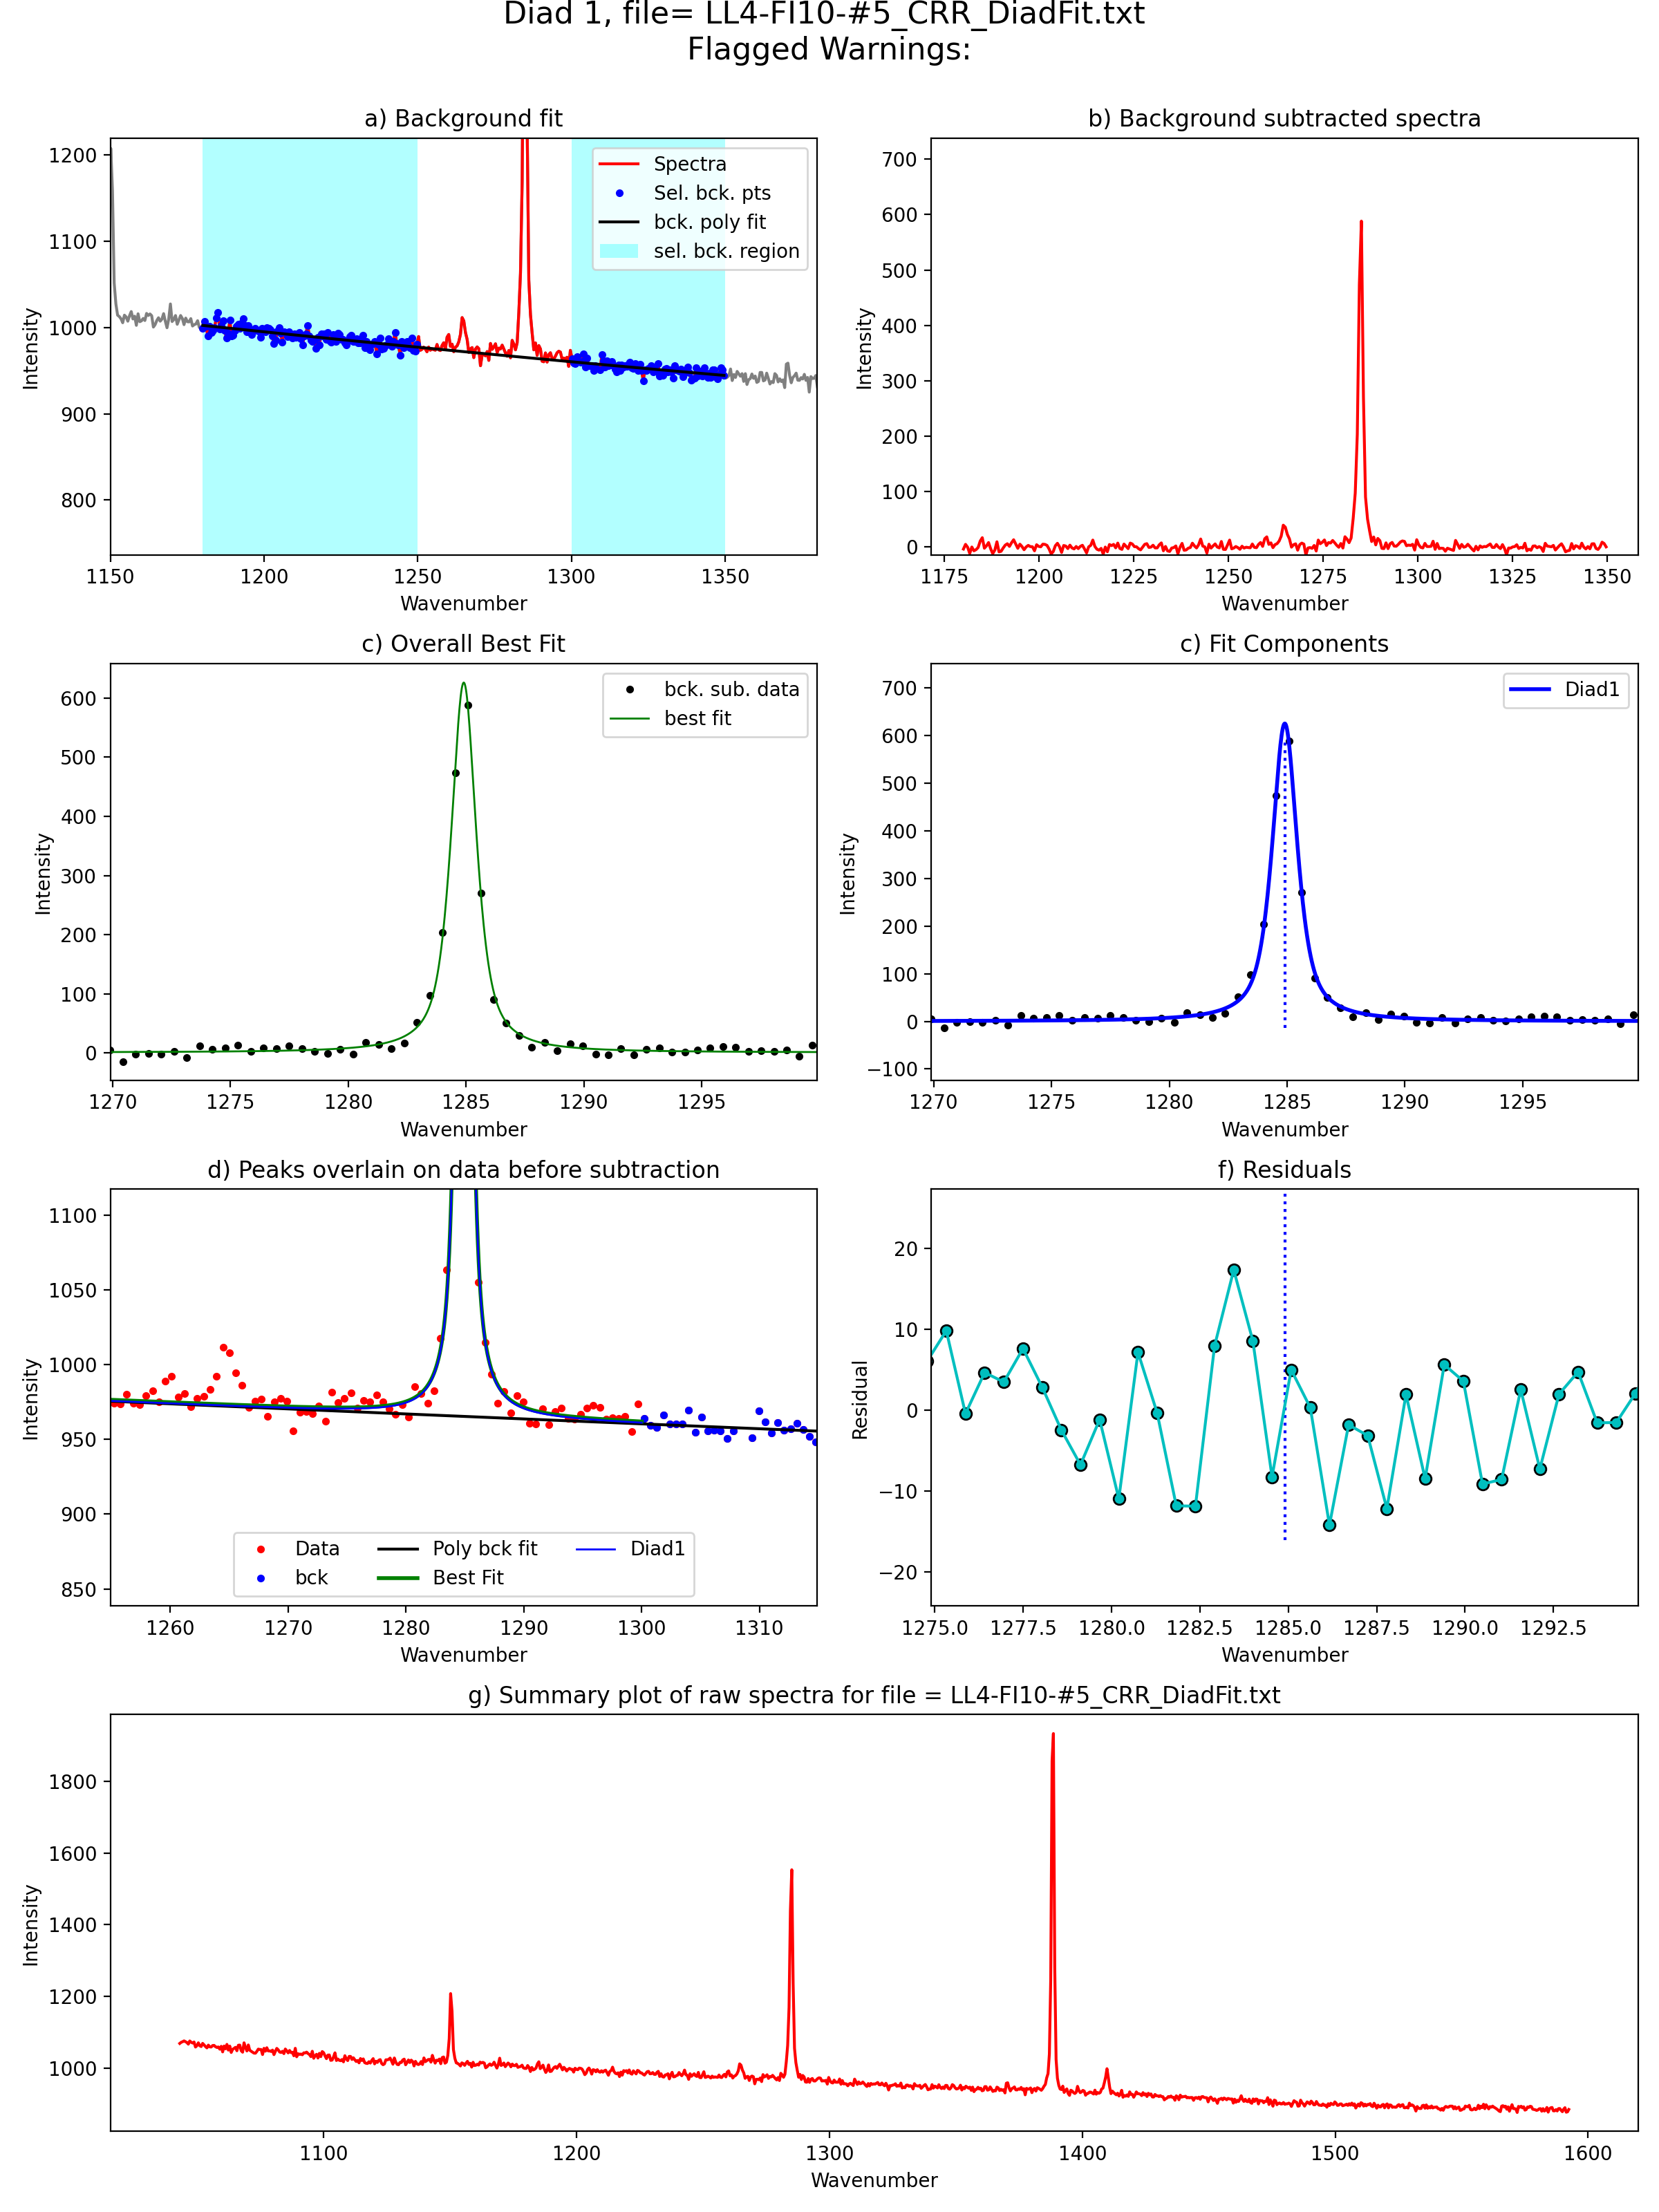 Diad 1, file= LL4-FI10-#5_CRR_DiadFit.txt
Flagged Warnings:
a) Background fit
Intensity
1200
1100
1000
900
800
Spectra
Sel. bck. pts
bck. poly fit
sel. bck. region
1150 1200 1250 1300 1350
Wavenumber
b) Background subtracted spectra
Intensity
700
600
500
400
300
200
100
0
1175 1200 1225 1250 1275 1300 1325 1350
Wavenumber
c) Overall Best Fit
Intensity
600
500
400
300
200
100
0
bck. sub. data
best fit
1270 1275 1280 1285 1290 1295
Wavenumber
c) Fit Components
Intensity
700
600
500
400
300
200
100
0
−100
Diad1
1270 1275 1280 1285 1290 1295
Wavenumber
d) Peaks overlain on data before subtraction
Intensity
1100
1050
1000
950
900
850
Data Poly bck fit Diad1
bck Best Fit
1260 1270 1280 1290 1300 1310
Wavenumber
f) Residuals
Residual
20
10
0
−10
−20
1275.0 1277.5 1280.0 1282.5 1285.0 1287.5 1290.0 1292.5
Wavenumber
g) Summary plot of raw spectra for file = LL4-FI10-#5_CRR_DiadFit.txt
Intensity
1800
1600
1400
1200
1000
1100 1200 1300 1400 1500 1600
Wavenumber